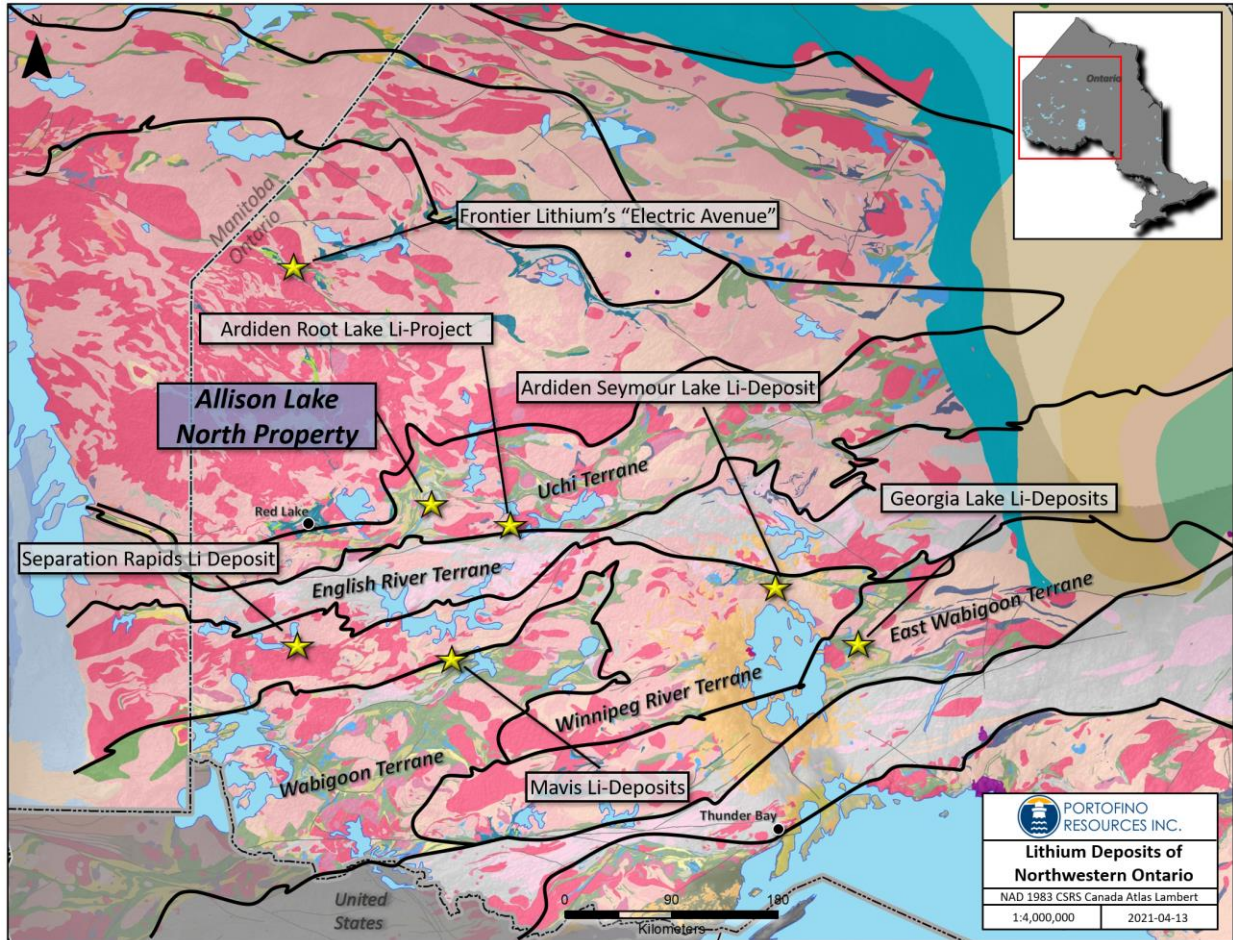 N
Ontario
Manitoba
Ontario
Frontier Lithium's "Electric Avenue"
Ardiden Root Lake Li-Project
Ardiden Seymour Lake Li-Deposit
Allison Lake
North Property
Uchi Terrane
Georgia Lake Li-Deposits
Red Lake
Separation Rapids Li Deposit
English River Terrane
East Wabigoon Terrane
Winnipeg River Terrane
Wabigoon Terrane
Mavis Li-Deposits
Thunder Bay
United
States
0 90 180
Kilometers
PORTOFINO
RESOURCES INC.
Lithium Deposits of
Northwestern Ontario
NAD 1983 CSRS Canada Atlas Lambert
1:4,000,000 2021-04-13